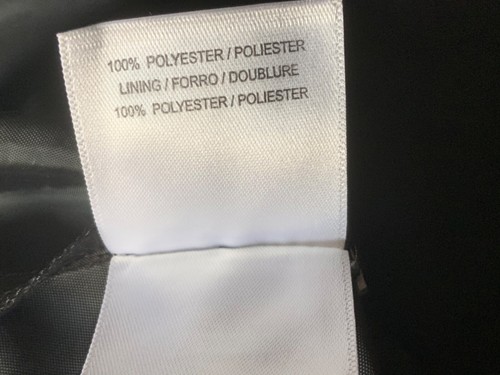 100% POLYESTER / POLIESTER
LINING / FORRO / DOUBLURE
100% POLYESTER / POLIESTER